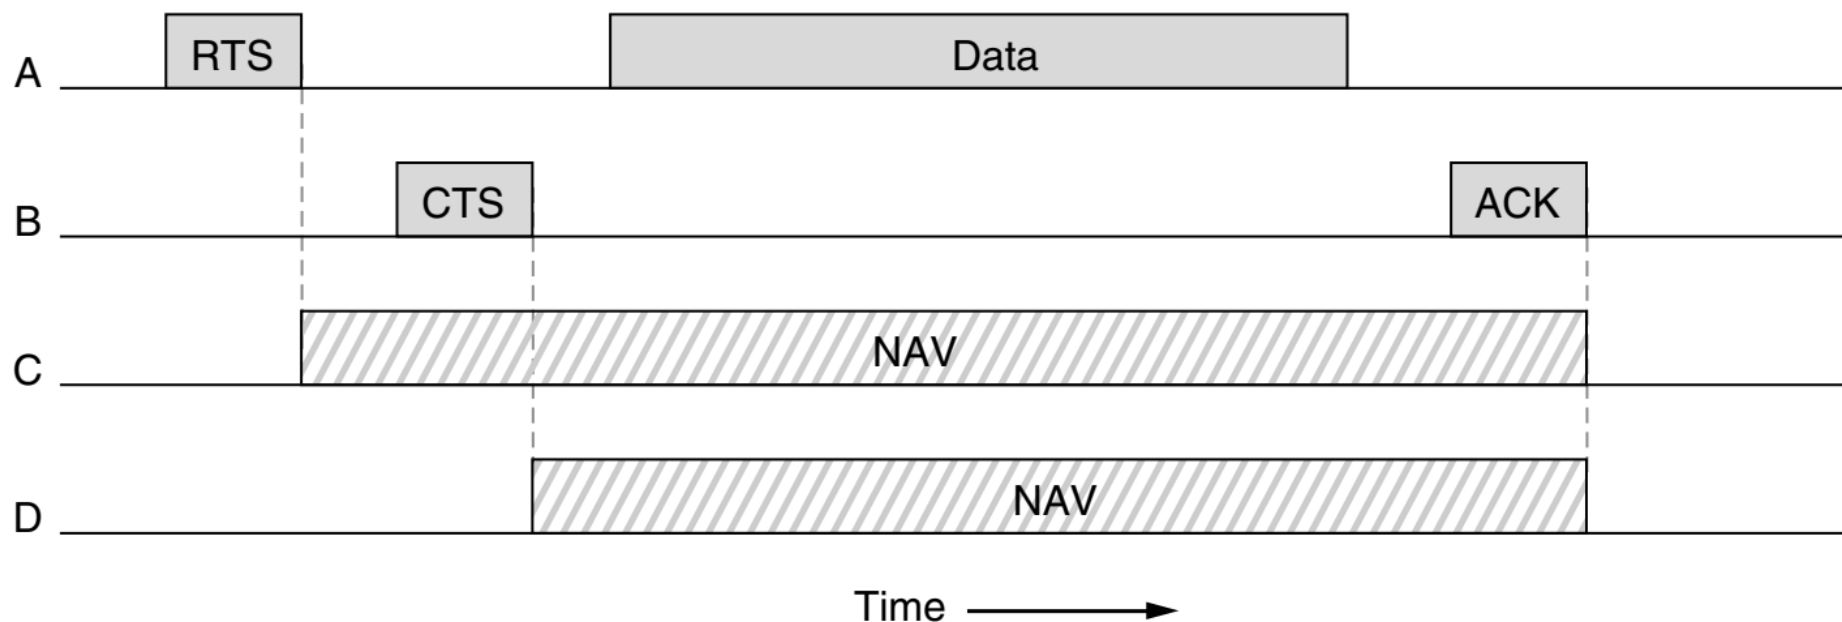 A RTS Data
B CTS ACK
C NAV
D NAV
Time